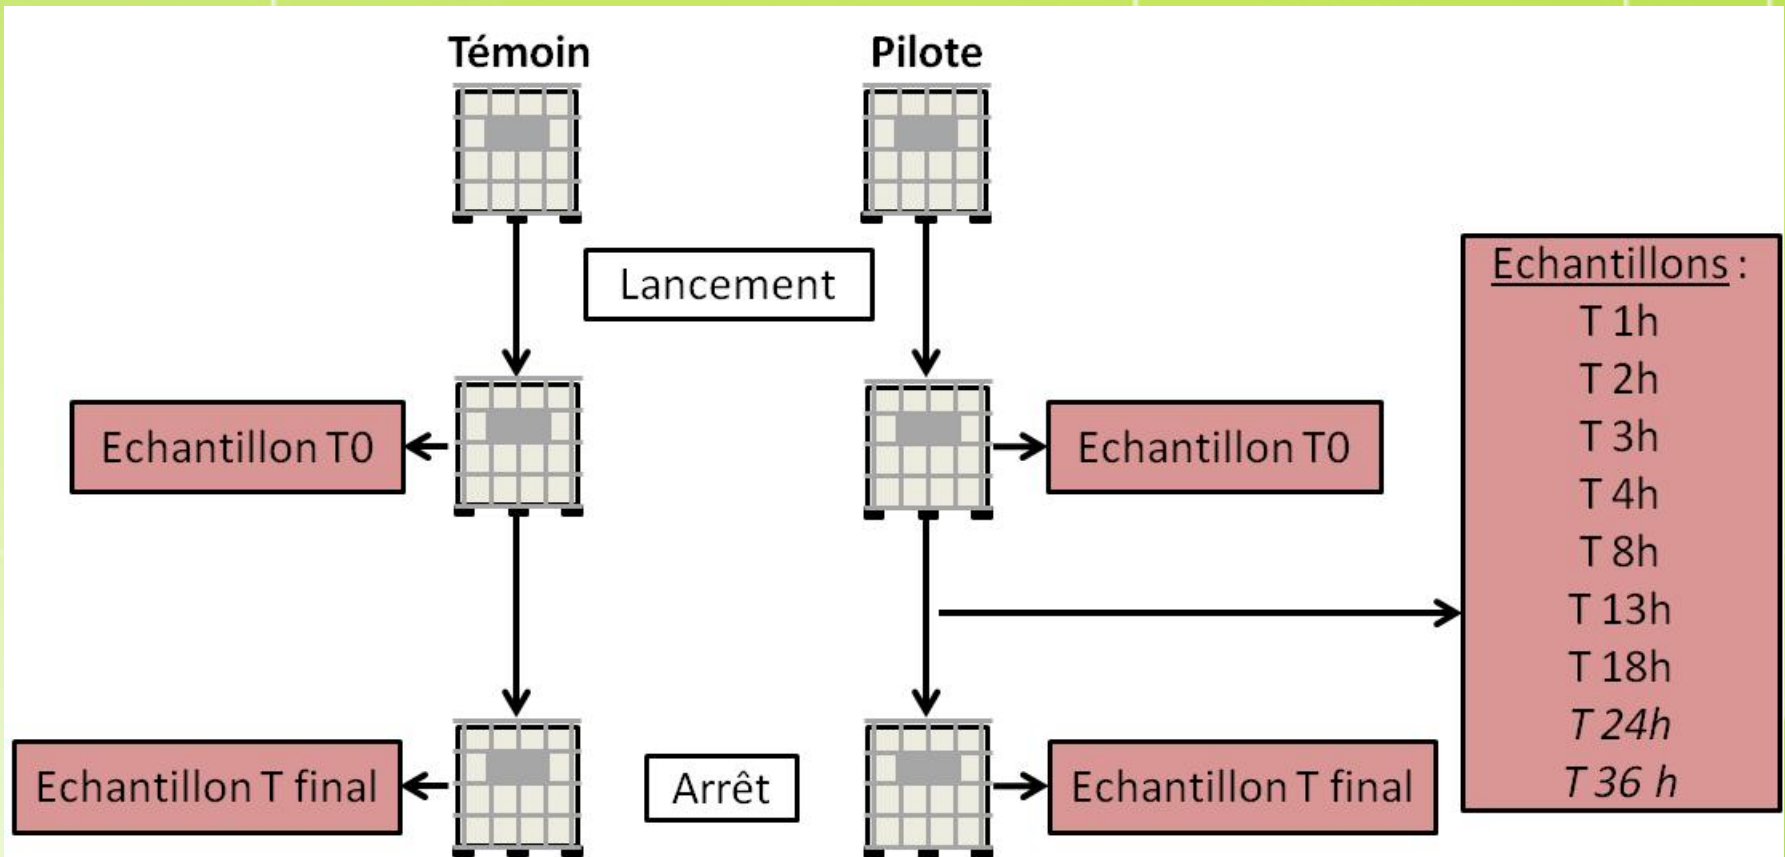 Témoin
Pilote
Lancement
Echantillon T0
Echantillon T0
Echantillons :
T 1h
T 2h
T 3h
T 4h
T 8h
T 13h
T 18h
T 24h
T 36 h
Echantillon T final
Arrêt
Echantillon T final